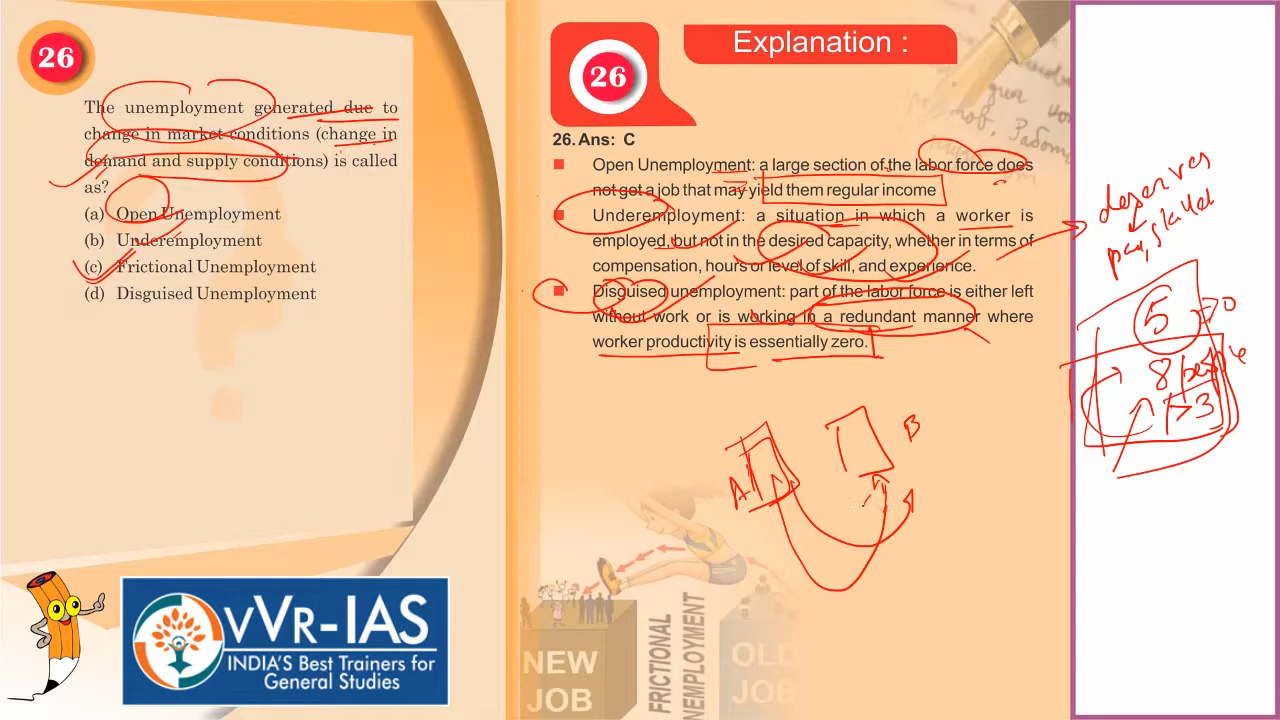 26
The unemployment generated due to
change in market conditions (change in
demand and supply conditions) is called
as?
(a) Open Unemployment
(b) Underemployment
(c) Frictional Unemployment
(d) Disguised Unemployment
vVr-IAS
INDIA'S Best Trainers for
General Studies
26
Explanation :
26. Ans: C
Open Unemployment: a large section of the labor force does
not get a job that may yield them regular income
Underemployment: a situation in which a worker is
employed, but not in the desired capacity, whether in terms of
compensation, hours or level of skill, and experience.
Disguised unemployment: part of the labor force is either left
without work or is working in a redundant manner where
worker productivity is essentially zero.
A
B
NEW
JOB
FRICTIONAL
UNEMPLOYMENT
OLD
JOB
deserves
5
8 people
3